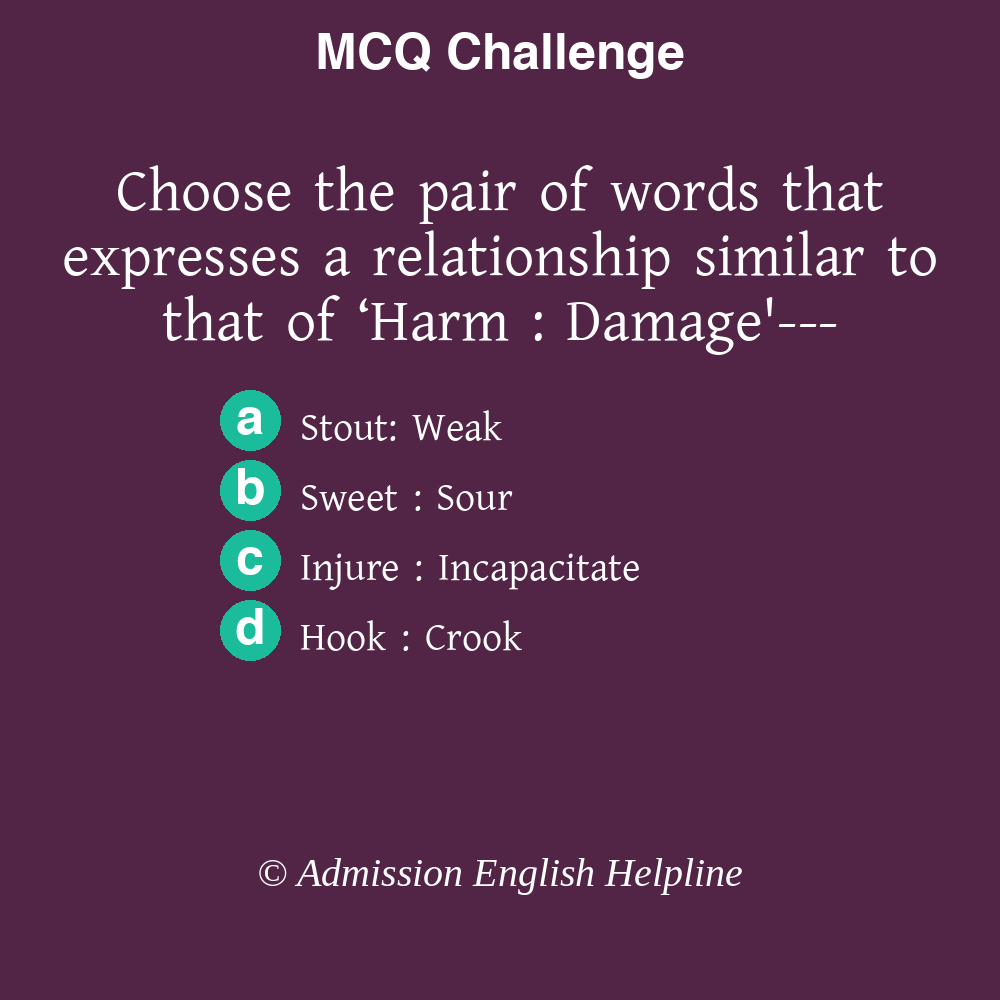 MCQ Challenge
Choose the pair of words that
expresses a relationship similar to
that of ‘Harm : Damage'---
a Stout: Weak
b Sweet : Sour
c Injure : Incapacitate
d Hook : Crook
© Admission English Helpline